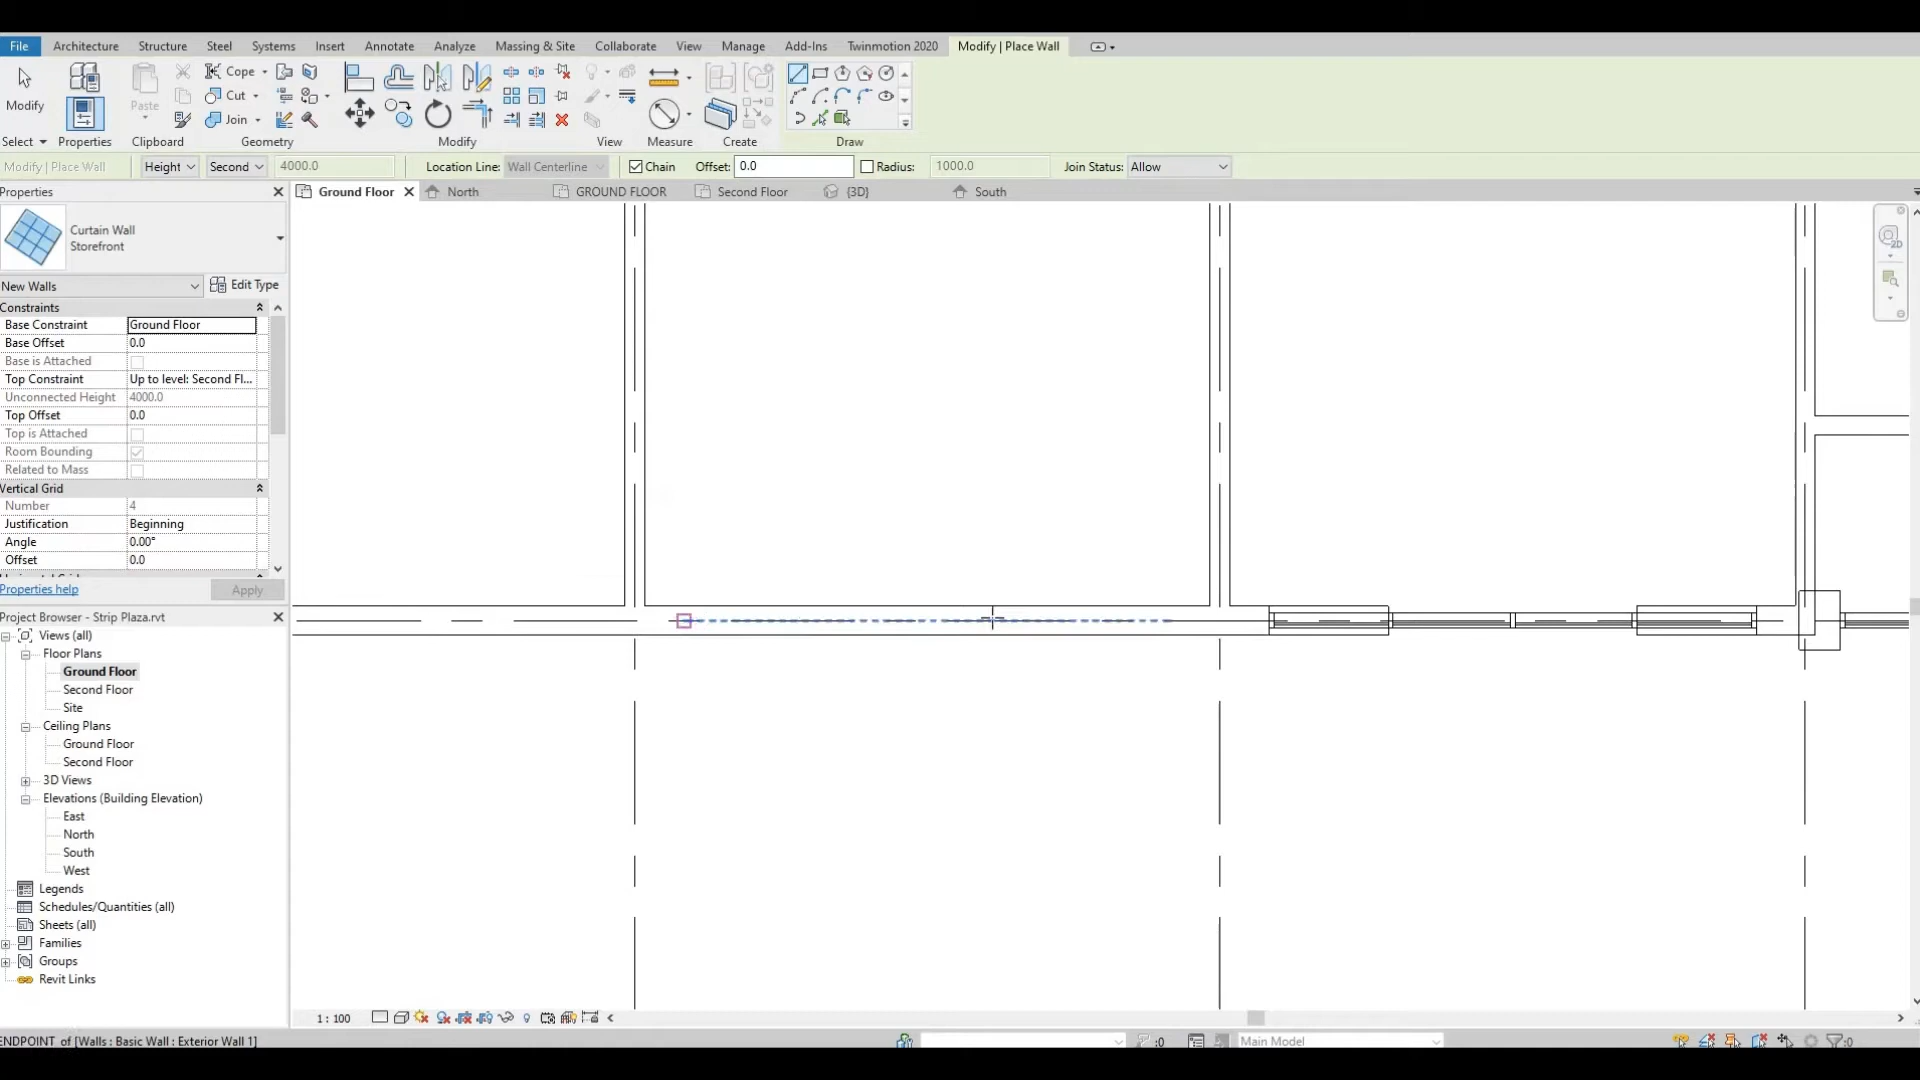 File Architecture Structure Steel Systems Insert Annotate Analyze Massing & Site Collaborate View Manage Add-Ins Twinmotion 2020 Modify | Place Wall
Modify Paste Cope Cut Join
Select Properties Clipboard Geometry Modify View Measure Create Draw
Modify | Place Wall Height Second 4000.0 Location Line: Wall Centerline Chain Offset: 0.0 Radius: 1000.0 Join Status: Allow
Properties
Ground Floor North GROUND FLOOR Second Floor {3D} South
Curtain Wall
Storefront
New Walls Edit Type
Constraints
Base Constraint Ground Floor
Base Offset 0.0
Base is Attached
Top Constraint Up to level: Second Fl...
Unconnected Height 4000.0
Top Offset 0.0
Top is Attached
Room Bounding
Related to Mass
Vertical Grid
Number 4
Justification Beginning
Angle 0.00°
Offset 0.0
Properties help Apply
Project Browser - Strip Plaza.rvt
Views (all)
Floor Plans
Ground Floor
Second Floor
Site
Ceiling Plans
Ground Floor
Second Floor
3D Views
Elevations (Building Elevation)
East
North
South
West
Legends
Schedules/Quantities (all)
Sheets (all)
Families
Groups
Revit Links
1 : 100
ENDPOINT of [Walls : Basic Wall : Exterior Wall 1] :0 Main Model :0